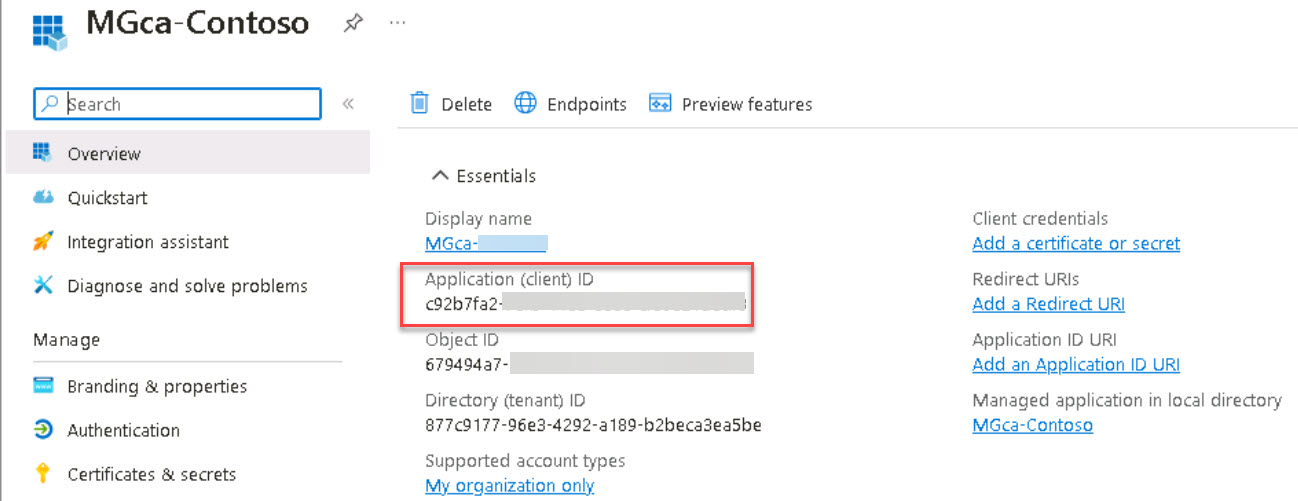 MGca-Contoso
Search
Delete
Endpoints
Preview features
Overview
Quickstart
Integration assistant
Diagnose and solve problems
Manage
Branding & properties
Authentication
Certificates & secrets
Essentials
Display name
MGca-
Application (client) ID
c92b7fa2-
Object ID
679494a7-
Directory (tenant) ID
877c9177-96e3-4292-a189-b2beca3ea5be
Supported account types
My organization only
Client credentials
Add a certificate or secret
Redirect URIs
Add a Redirect URI
Application ID URI
Add an Application ID URI
Managed application in local directory
MGca-Contoso